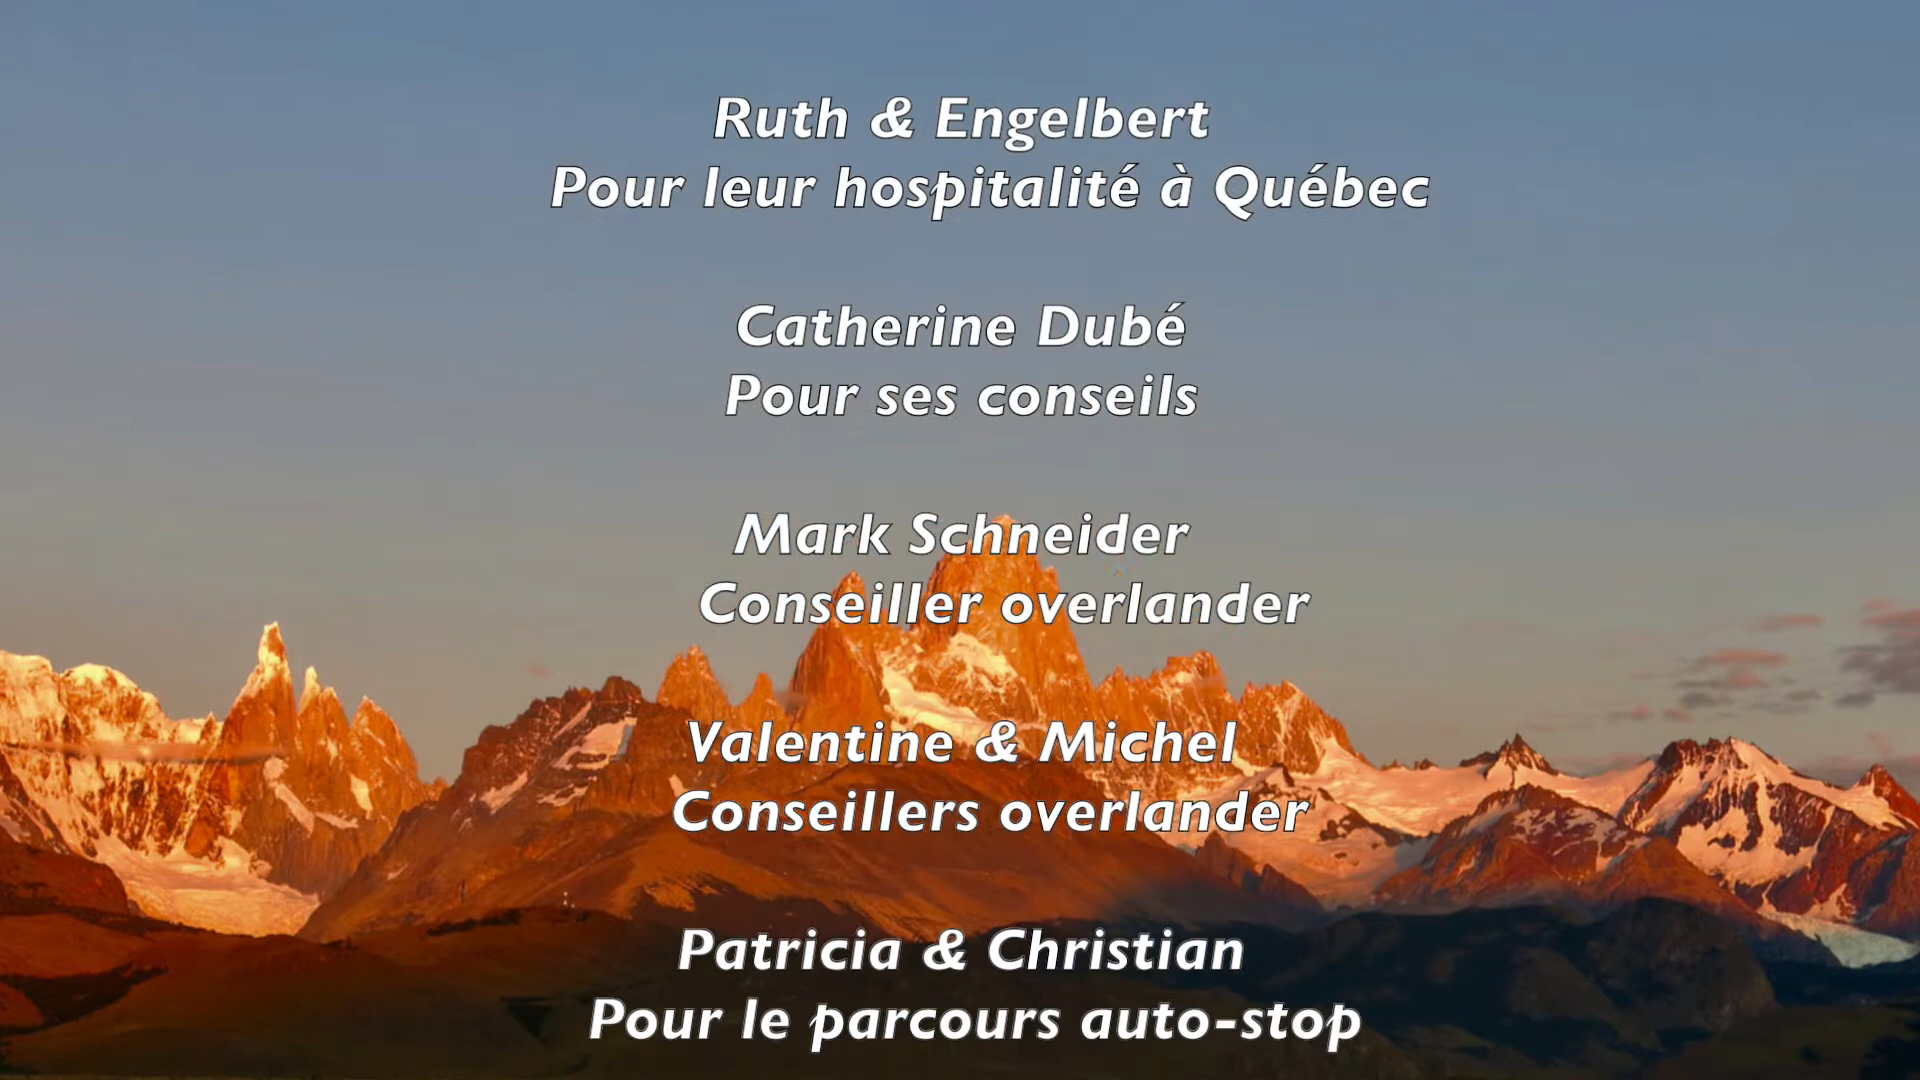 Ruth & Engelbert
Pour leur hospitalité à Québec
Catherine Dubé
Pour ses conseils
Mark Schneider
Conseiller overlander
Valentine & Michel
Conseillers overlander
Patricia & Christian
Pour le parcours auto-stop